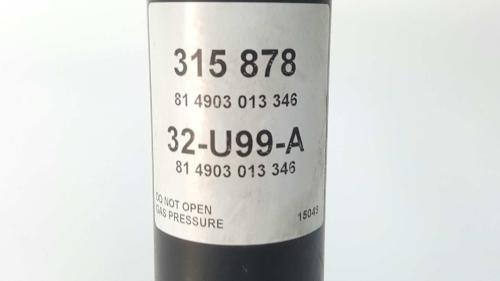 315 878
81 4903 013 346
32-U99-A
81 4903 013 346
DO NOT OPEN
GAS PRESSURE 15049